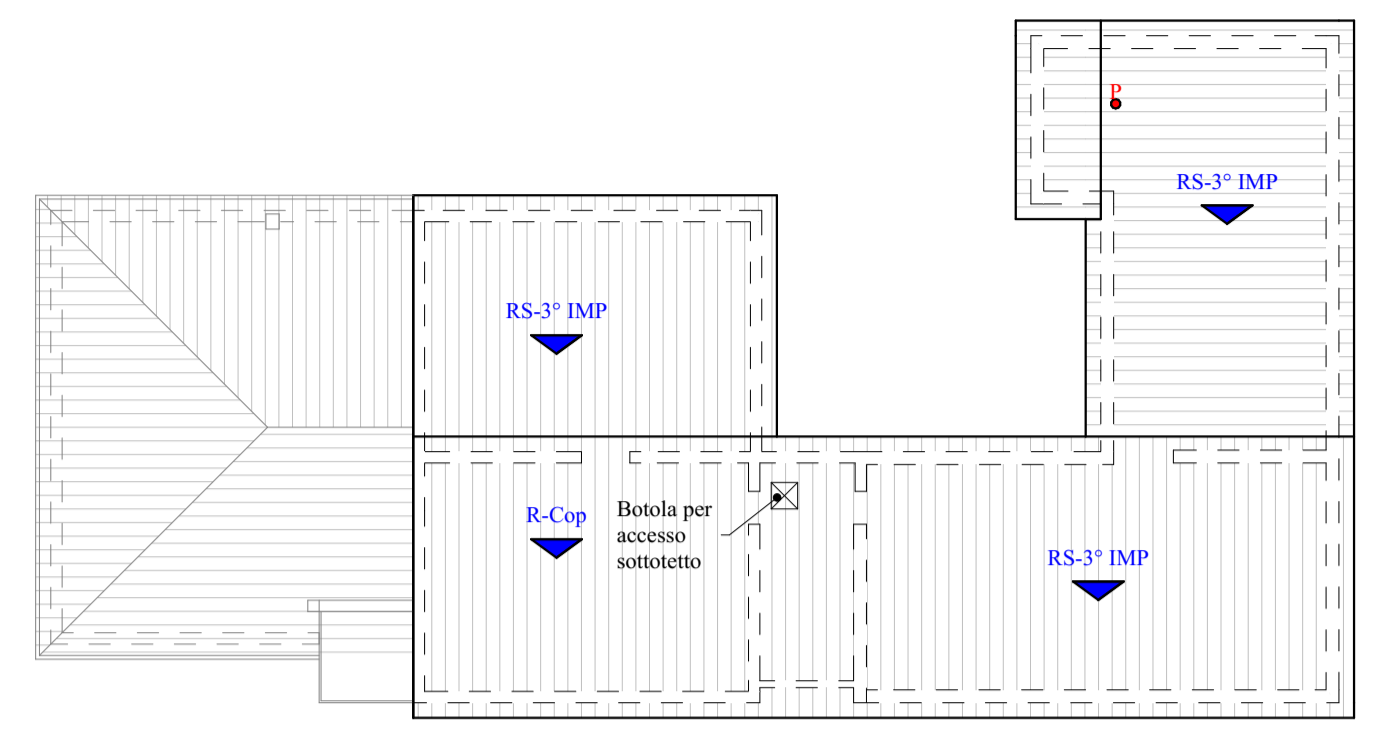 P
RS-3° IMP
RS-3° IMP
R-Cop
Botola per
accesso
sottotetto
RS-3° IMP